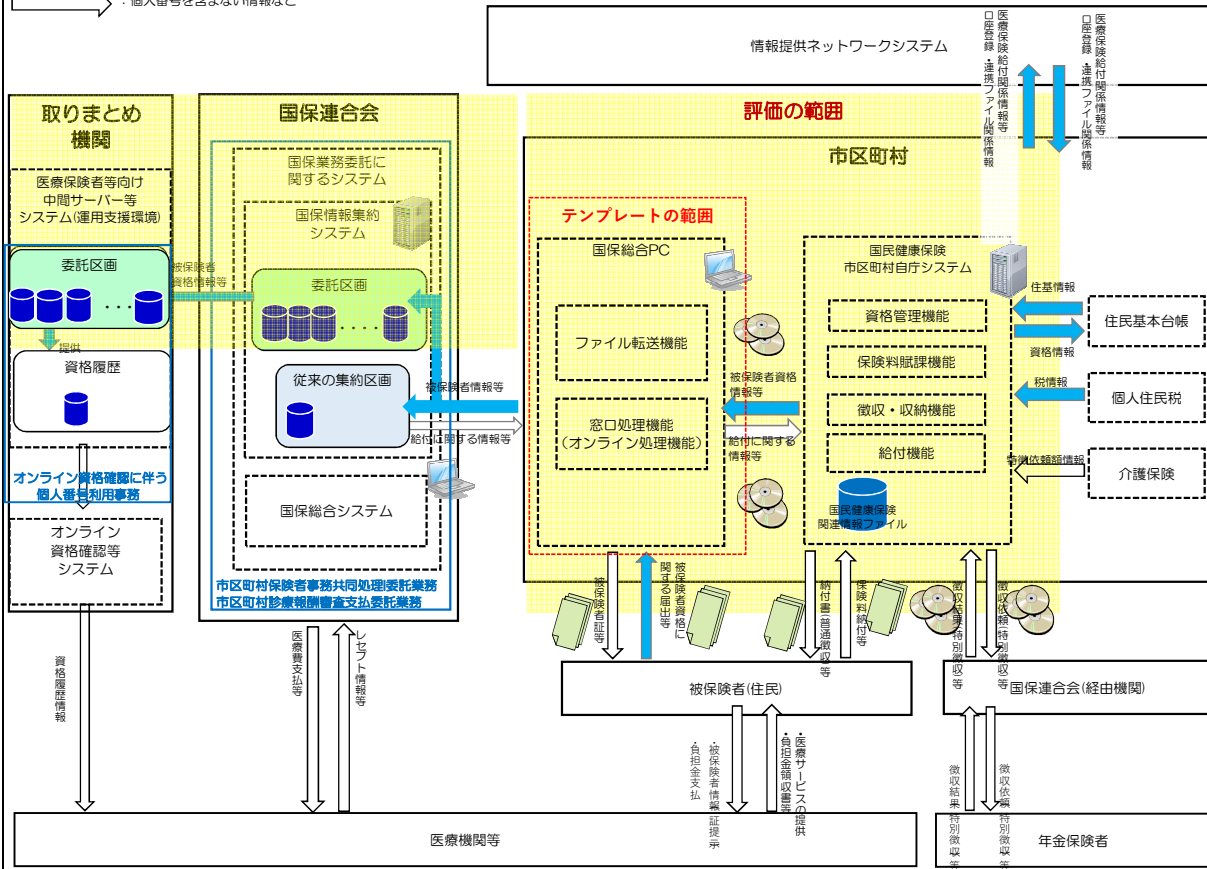 ：個人番号を含まない情報など
情報提供ネットワークシステム
医療保険給付関係情報等
口座登録・連携ファイル関係情報
医療保険給付関係情報等
口座登録・連携ファイル関係情報
取りまとめ
機関
医療保険者等向け
中間サーバー等
システム(運用支援環境)
委託区画
・・・
提供
資格履歴
オンライン資格確認に伴う
個人番号利用事務
オンライン
資格確認等
システム
資格履歴情報
被保険者
資格情報等
国保連合会
国保業務委託に
関するシステム
国保情報集約
システム
委託区画
・・・・
従来の集約区画
国保総合システム
市区町村保険者事務共同処理委託業務
市区町村診療報酬審査支払委託業務
被保険者情報等
給付に関する情報等
医療費支払等
レセプト情報等
評価の範囲
市区町村
テンプレートの範囲
国保総合PC
ファイル転送機能
窓口処理機能
（オンライン処理機能）
被保険者資格
情報等
給付に関する
情報等
国民健康保険
市区町村自庁システム
資格管理機能
保険料賦課機能
徴収・収納機能
給付機能
国民健康保険
関連情報ファイル
住基情報
資格情報
税情報
特徴依頼額情報
住民基本台帳
個人住民税
介護保険
被保険者証等
被保険者資格に
関する届出等
納付書(普通徴収)等
保険料納付等
徴収結果(特別徴収)等
徴収依頼(特別徴収)等
被保険者(住民)
国保連合会(経由機関)
・被保険者情報証提示
・負担金支払
・医療サービスの提供
・負担金領収書等
徴収結果(特別徴収)等
徴収依頼(特別徴収)等
医療機関等
年金保険者